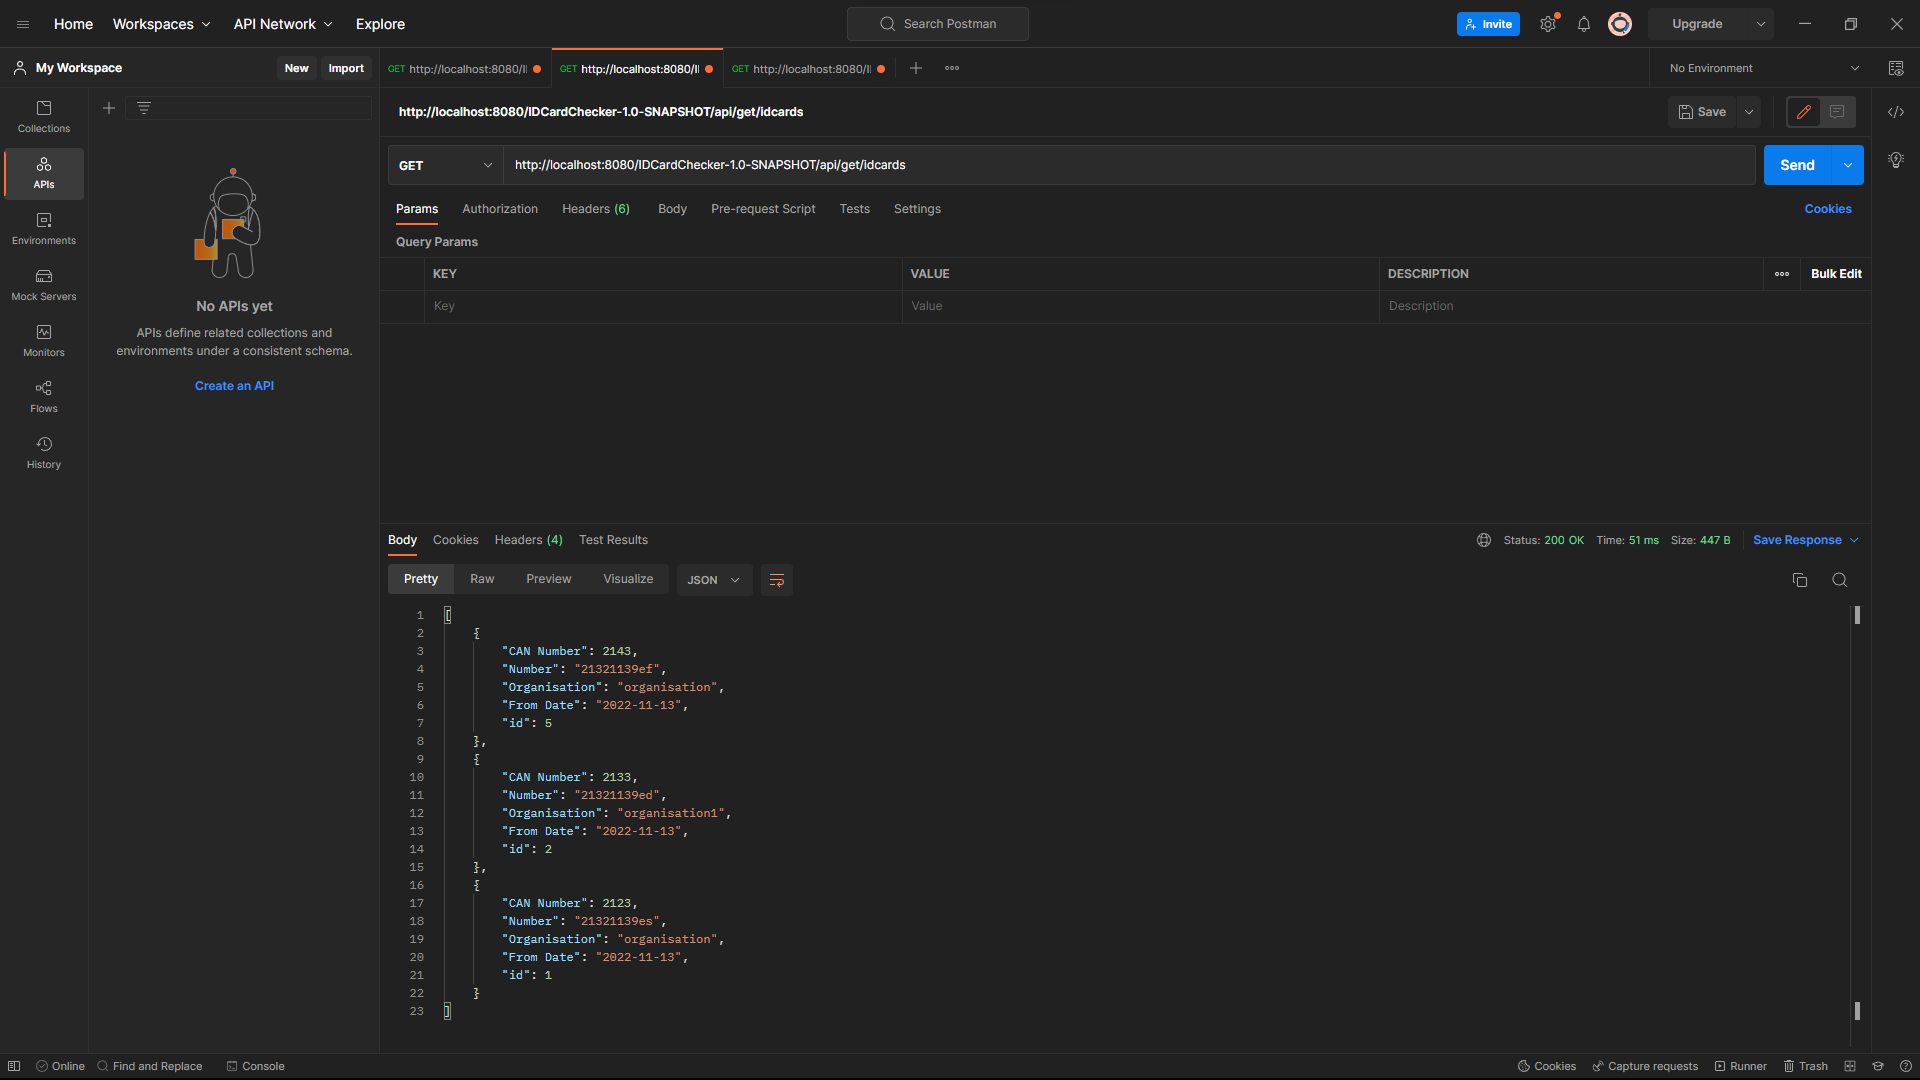 Home Workspaces API Network Explore Search Postman Invite Upgrade
My Workspace New Import GET http://localhost:8080/I GET http://localhost:8080/I GET http://localhost:8080/I No Environment
http://localhost:8080/IDCardChecker-1.0-SNAPSHOT/api/get/idcards Save
Collections
GET http://localhost:8080/IDCardChecker-1.0-SNAPSHOT/api/get/idcards Send
APIs
Params Authorization Headers (6) Body Pre-request Script Tests Settings Cookies
Environments
Query Params
KEY VALUE DESCRIPTION Bulk Edit
Mock Servers
Key Value Description
No APIs yet
APIs define related collections and
environments under a consistent schema.
Monitors
Create an API
Flows
History
Body Cookies Headers (4) Test Results Status: 200 OK Time: 51 ms Size: 447 B Save Response
Pretty Raw Preview Visualize JSON
1 [
2 {
3 "CAN Number": 2143,
4 "Number": "21321139ef",
5 "Organisation": "organisation",
6 "From Date": "2022-11-13",
7 "id": 5
8 },
9 {
10 "CAN Number": 2133,
11 "Number": "21321139ed",
12 "Organisation": "organisation1",
13 "From Date": "2022-11-13",
14 "id": 2
15 },
16 {
17 "CAN Number": 2123,
18 "Number": "21321139es",
19 "Organisation": "organisation",
20 "From Date": "2022-11-13",
21 "id": 1
22 }
23 ]
Online Find and Replace Console Cookies Capture requests Runner Trash